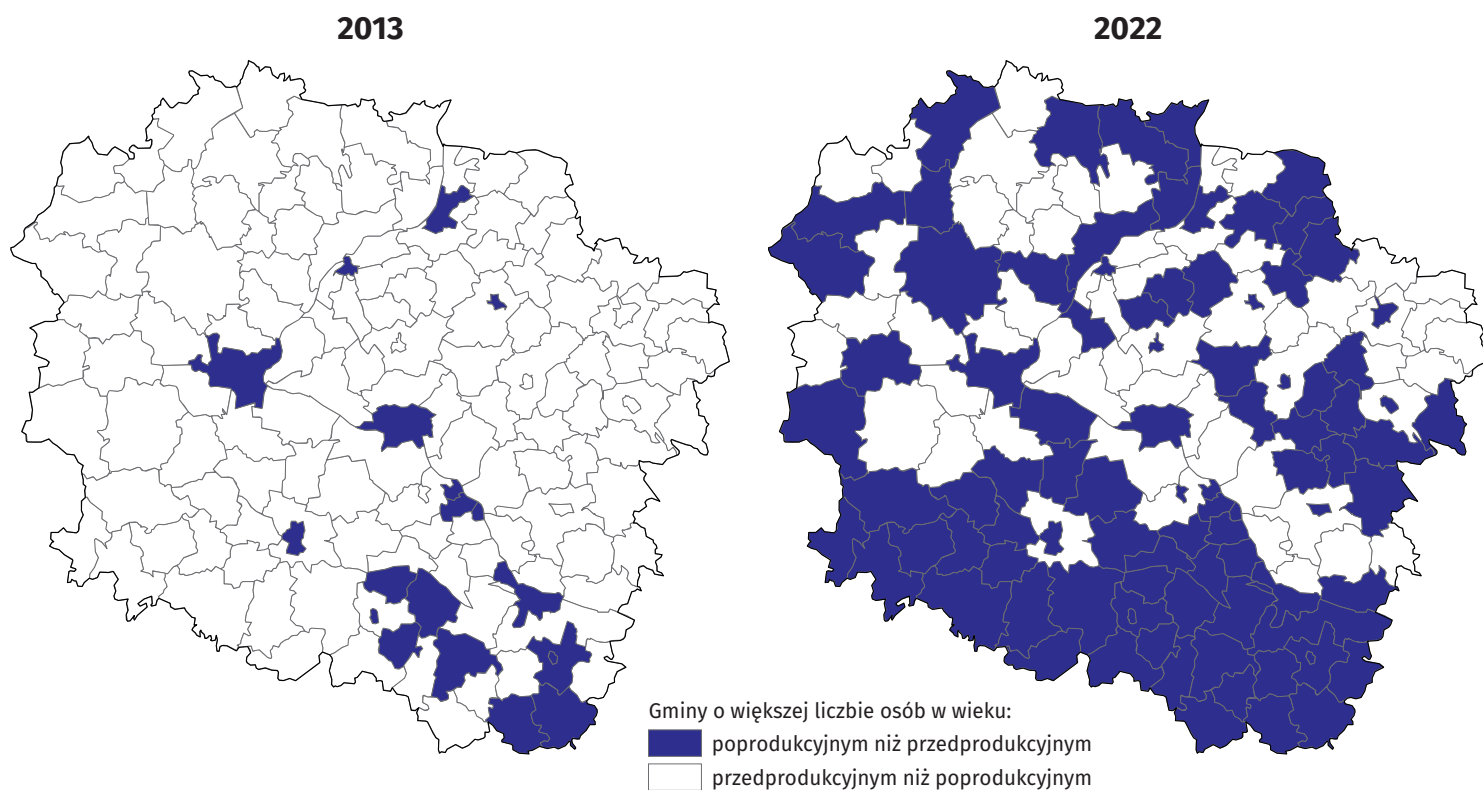 2013
2022
Gminy o większej liczbie osób w wieku:
poprodukcyjnym niż przedprodukcyjnym
przedprodukcyjnym niż poprodukcyjnym